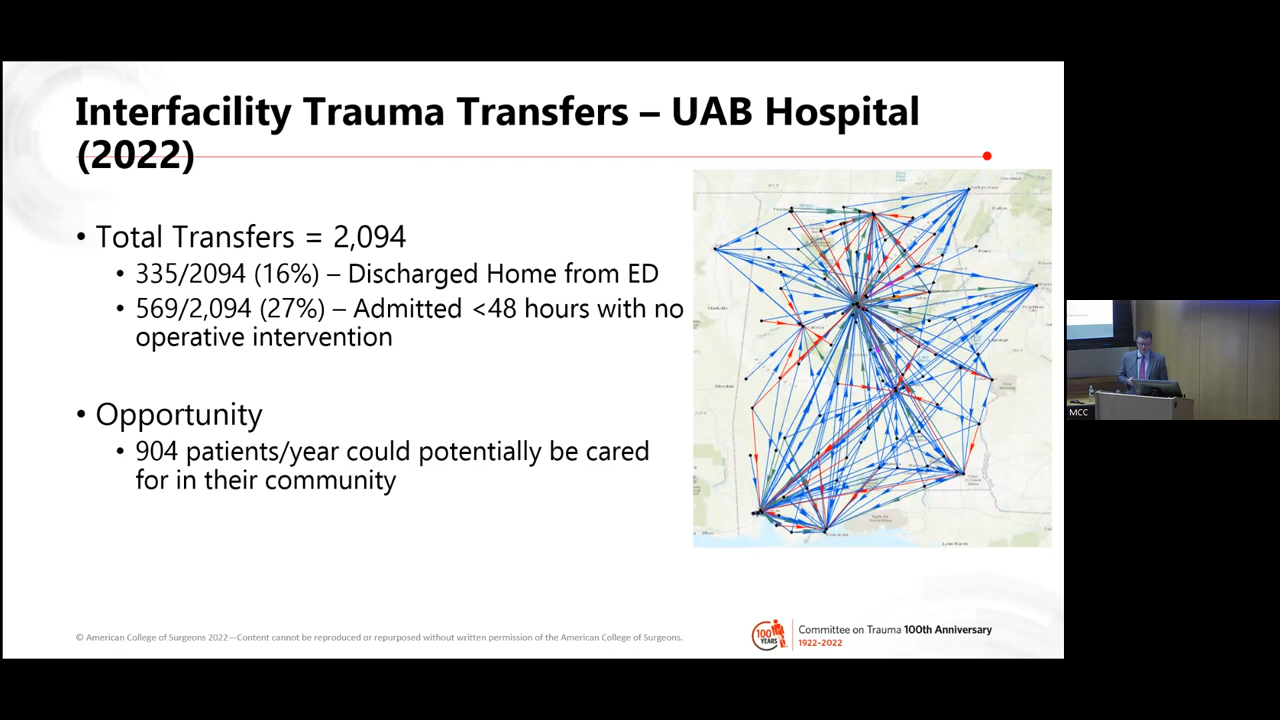 Interfacility Trauma Transfers – UAB Hospital
(2022)
• Total Transfers = 2,094
• 335/2094 (16%) – Discharged Home from ED
• 569/2,094 (27%) – Admitted <48 hours with no
operative intervention
• Opportunity
• 904 patients/year could potentially be cared
for in their community
© American College of Surgeons 2022—Content cannot be reproduced or repurposed without written permission of the American College of Surgeons.
100
YEARS
Committee on Trauma 100th Anniversary
1922-2022
MCC